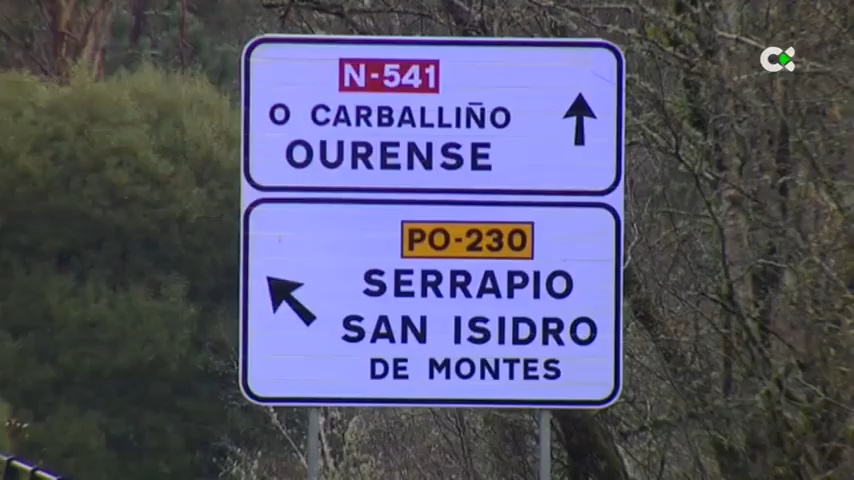 N-541
O CARBALLIÑO
OURENSE
PO-230
SERRAPIO
SAN ISIDRO
DE MONTES